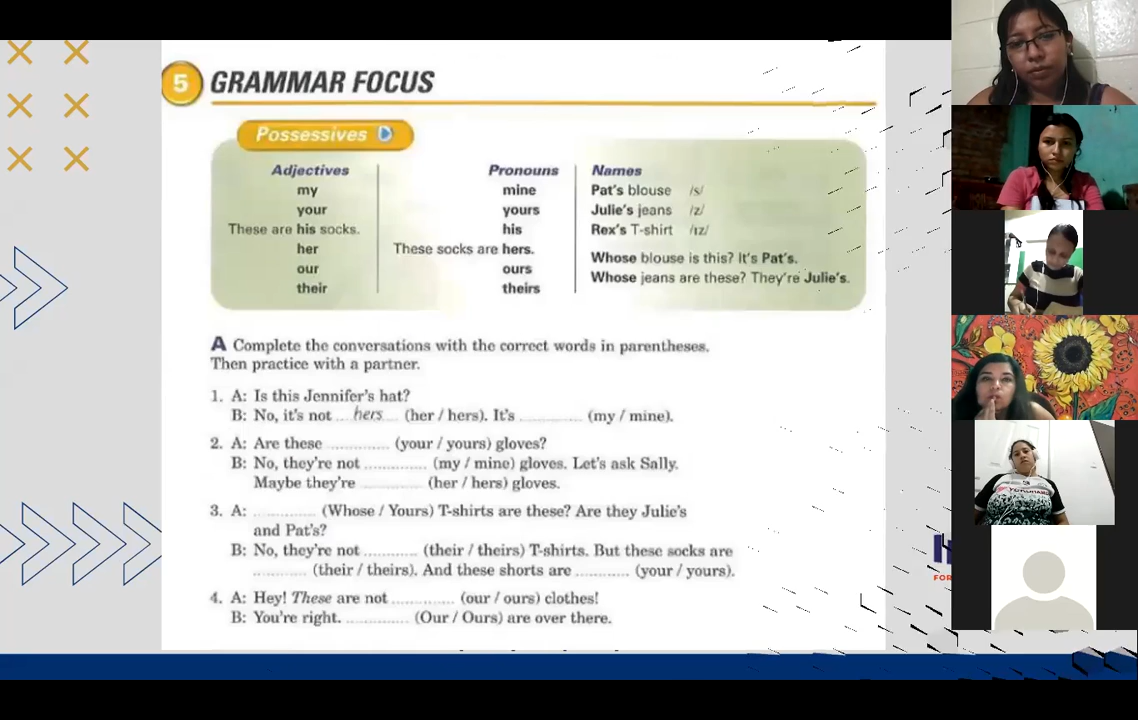 5 GRAMMAR FOCUS
Possessives
Adjectives
my
your
These are his socks.
her
our
their
Pronouns
mine
yours
his
These socks are hers.
ours
theirs
Names
Pat's blouse /s/
Julie's jeans /z/
Rex's T-shirt /ɪz/
Whose blouse is this? It's Pat's.
Whose jeans are these? They're Julie's.
A Complete the conversations with the correct words in parentheses.
Then practice with a partner.
1. A: Is this Jennifer's hat?
B: No, it's not hers (her / hers). It's ............ (my / mine).
2. A: Are these ............ (your / yours) gloves?
B: No, they're not ............ (my / mine) gloves. Let's ask Sally.
Maybe they're ............ (her / hers) gloves.
3. A: ............ (Whose / Yours) T-shirts are these? Are they Julie's
and Pat's?
B: No, they're not ............ (their / theirs) T-shirts. But these socks are
............ (their / theirs). And these shorts are ............ (your / yours).
4. A: Hey! These are not ............ (our / ours) clothes!
B: You're right. ............ (Our / Ours) are over there.
FOR